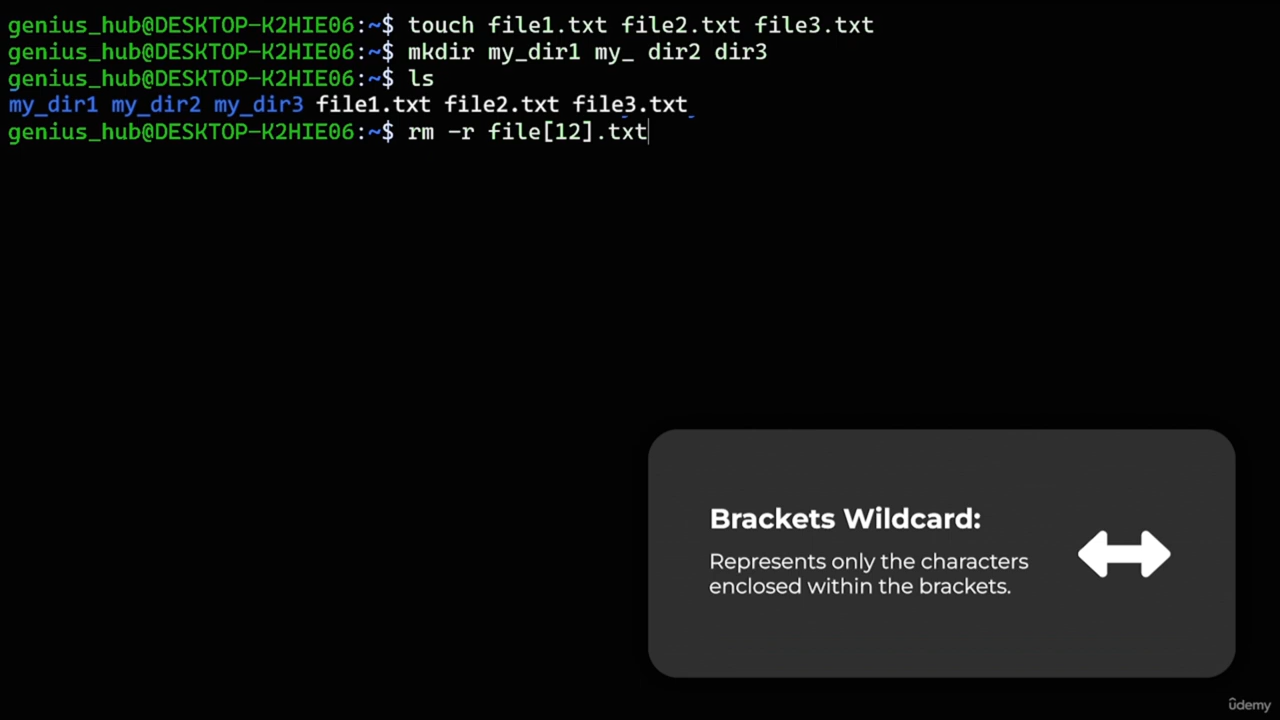 genius_hub@DESKTOP-K2HIE06:~$ touch file1.txt file2.txt file3.txt
genius_hub@DESKTOP-K2HIE06:~$ mkdir my_dir1 my_ dir2 dir3
genius_hub@DESKTOP-K2HIE06:~$ ls
my_dir1 my_dir2 my_dir3 file1.txt file2.txt file3.txt
genius_hub@DESKTOP-K2HIE06:~$ rm -r file[12].txt
Brackets Wildcard:
Represents only the characters
enclosed within the brackets.
ûdemy